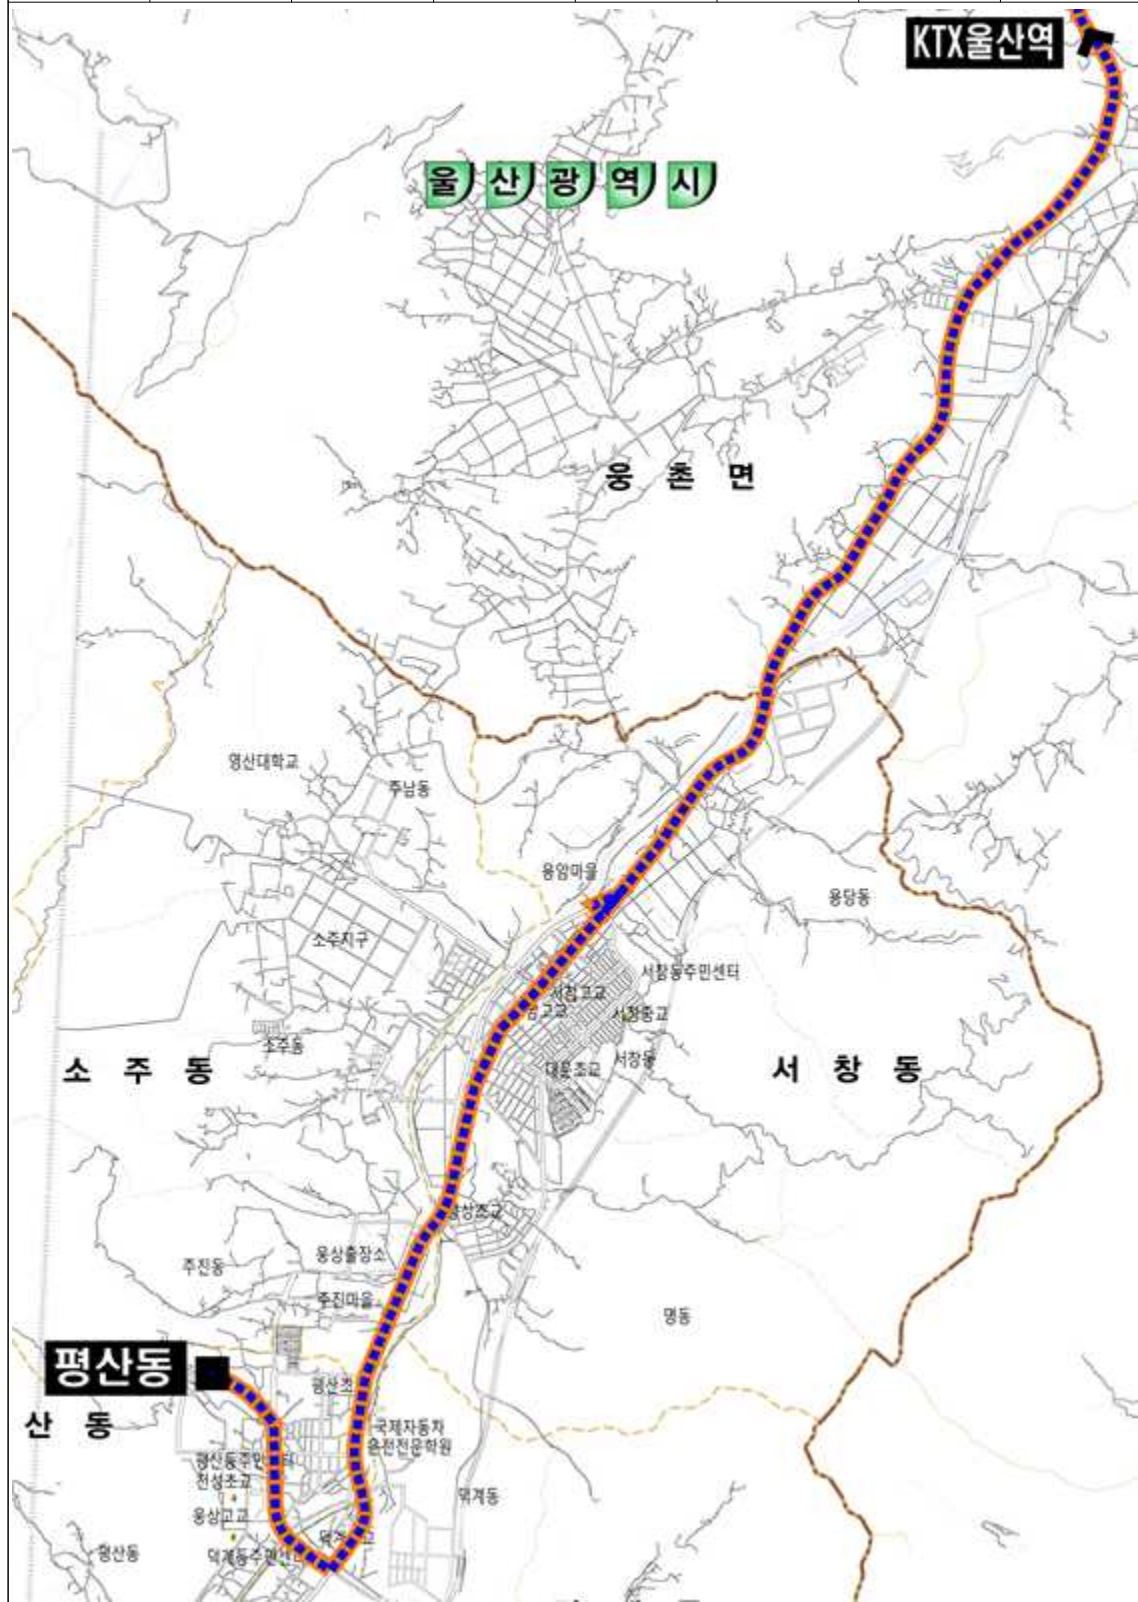 KTX울산역
울산광역시
웅촌면
영산대학교
주남동
용암마을
용당동
소주지구
서창동주민센터
서창고교
서창중교
소주동
서창동
대운초교
소주동
서창동
웅상초교
웅상출장소
주진동
주진마을
명동
평산동
평산초
산동
국제자동차
운전전문학원
평산동주민센터
천성초교
덕계동
웅상고교
평산동
덕계동주민센터